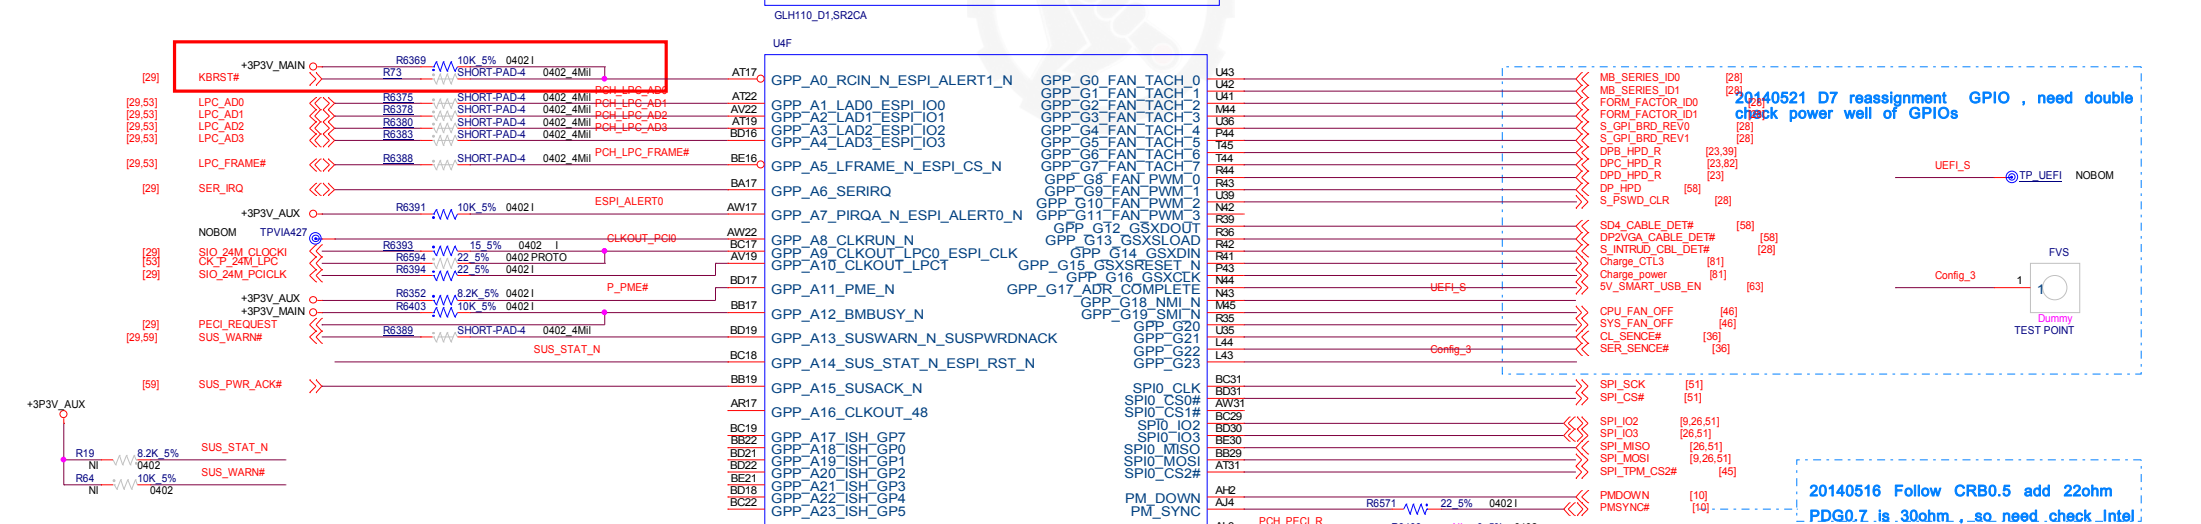 GLH110_D1,SR2CA
U4F
+3P3V_MAIN R6369 10K_5% 0402 I
[29] KBRST# R73 SHORT-PAD-4 0402_4Mil AT17 GPP_A0_RCIN_N_ESPI_ALERT1_N
PCH_LPC_AD0
[29,53] LPC_AD0 R6375 SHORT-PAD-4 0402_4Mil AT22 GPP_A1_LAD0_ESPI_IO0
PCH_LPC_AD1
[29,53] LPC_AD1 R6378 SHORT-PAD-4 0402_4Mil AV22 GPP_A2_LAD1_ESPI_IO1
PCH_LPC_AD2
[29,53] LPC_AD2 R6380 SHORT-PAD-4 0402_4Mil AT19 GPP_A3_LAD2_ESPI_IO2
PCH_LPC_AD3
[29,53] LPC_AD3 R6383 SHORT-PAD-4 0402_4Mil BD16 GPP_A4_LAD3_ESPI_IO3
PCH_LPC_FRAME#
[29,53] LPC_FRAME# R6388 SHORT-PAD-4 0402_4Mil BE16 GPP_A5_LFRAME_N_ESPI_CS_N
[29] SER_IRQ BA17 GPP_A6_SERIRQ
ESPI_ALERT0
+3P3V_AUX R6391 10K_5% 0402 I AW17 GPP_A7_PIRQA_N_ESPI_ALERT0_N
NOBOM TPVIA427 AW22 GPP_A8_CLKRUN_N
CLKOUT_PCI0
[29] SIO_24M_CLOCKI R6393 15_5% 0402 I BC17 GPP_A9_CLKOUT_LPC0_ESPI_CLK
[53] CK_P_24M_LPC R6594 22_5% 0402 PROTO AV19 GPP_A10_CLKOUT_LPC1
[29] SIO_24M_PCICLK R6394 22_5% 0402 I
P_PME#
+3P3V_AUX R6352 8.2K_5% 0402 I BD17 GPP_A11_PME_N
+3P3V_MAIN R6403 10K_5% 0402 I BB17 GPP_A12_BMBUSY_N
[29] PECI_REQUEST
[29,59] SUS_WARN# R6389 SHORT-PAD-4 0402_4Mil BD19 GPP_A13_SUSWARN_N_SUSPWRDNACK
SUS_STAT_N BC18 GPP_A14_SUS_STAT_N_ESPI_RST_N
[59] SUS_PWR_ACK# BB19 GPP_A15_SUSACK_N
AR17 GPP_A16_CLKOUT_48
BC19 GPP_A17_ISH_GP7
BB22 GPP_A18_ISH_GP0
BD21 GPP_A19_ISH_GP1
BD22 GPP_A20_ISH_GP2
BE21 GPP_A21_ISH_GP3
BD18 GPP_A22_ISH_GP4
BC22 GPP_A23_ISH_GP5
+3P3V_AUX
R19 8.2K_5% SUS_STAT_N
NI 0402
R64 10K_5% SUS_WARN#
NI 0402
GPP_G0_FAN_TACH_0 U43 MB_SERIES_ID0 [28]
GPP_G1_FAN_TACH_1 U42 MB_SERIES_ID1 [28]
GPP_G2_FAN_TACH_2 U41 FORM_FACTOR_ID0
GPP_G3_FAN_TACH_3 M44 FORM_FACTOR_ID1
GPP_G4_FAN_TACH_4 U36 S_GPI_BRD_REV0 [28]
GPP_G5_FAN_TACH_5 P44 S_GPI_BRD_REV1 [28]
GPP_G6_FAN_TACH_6 T45 DPB_HPD_R [23,39]
GPP_G7_FAN_TACH_7 T44 DPC_HPD_R [23,82]
GPP_G8_FAN_PWM_0 R44 DPD_HPD_R [23]
GPP_G9_FAN_PWM_1 R43 DP_HPD [58]
GPP_G10_FAN_PWM_2 U39 S_PSWD_CLR [28]
GPP_G11_FAN_PWM_3 N42
GPP_G12_GSXDOUT R39 SD4_CABLE_DET# [58]
GPP_G13_GSXSLOAD R36 DP2VGA_CABLE_DET# [58]
GPP_G14_GSXDIN R42 S_INTRUD_CBL_DET# [28]
GPP_G15_GSXSRESET_N R41 Charge_CTL3 [81]
GPP_G16_GSXCLK P43 Charge_power [81]
GPP_G17_ADR_COMPLETE N44 UEFI_S 5V_SMART_USB_EN [63]
GPP_G18_NMI_N N43
GPP_G19_SMI_N M45 CPU_FAN_OFF [46]
GPP_G20 R35 SYS_FAN_OFF [46]
GPP_G21 U35 CL_SENCE# [36]
GPP_G22 L44 Config_3 SER_SENCE# [36]
GPP_G23 L43
SPI0_CLK BC31 SPI_SCK [51]
SPI0_CS0# BD31 SPI_CS# [51]
SPI0_CS1# AW31
SPI0_IO2 BC29 SPI_IO2 [9,26,51]
SPI0_IO3 BD30 SPI_IO3 [26,51]
SPI0_MISO BE30 SPI_MISO [26,51]
SPI0_MOSI BB29 SPI_MOSI [9,26,51]
SPI0_CS2# AT31 SPI_TPM_CS2# [45]
PM_DOWN AH2 PMDOWN [10]
PM_SYNC AJ4 R6571 22_5% 0402 I PMSYNC# [10]
PCH_PECI_R
20140521 D7 reassignment GPIO , need double
check power well of GPIOs
UEFI_S TP_UEFI NOBOM
FVS
Config_3 1 1
Dummy
TEST POINT
20140516 Follow CRB0.5 add 22ohm
PDG0.7 is 30ohm , so need check Intel